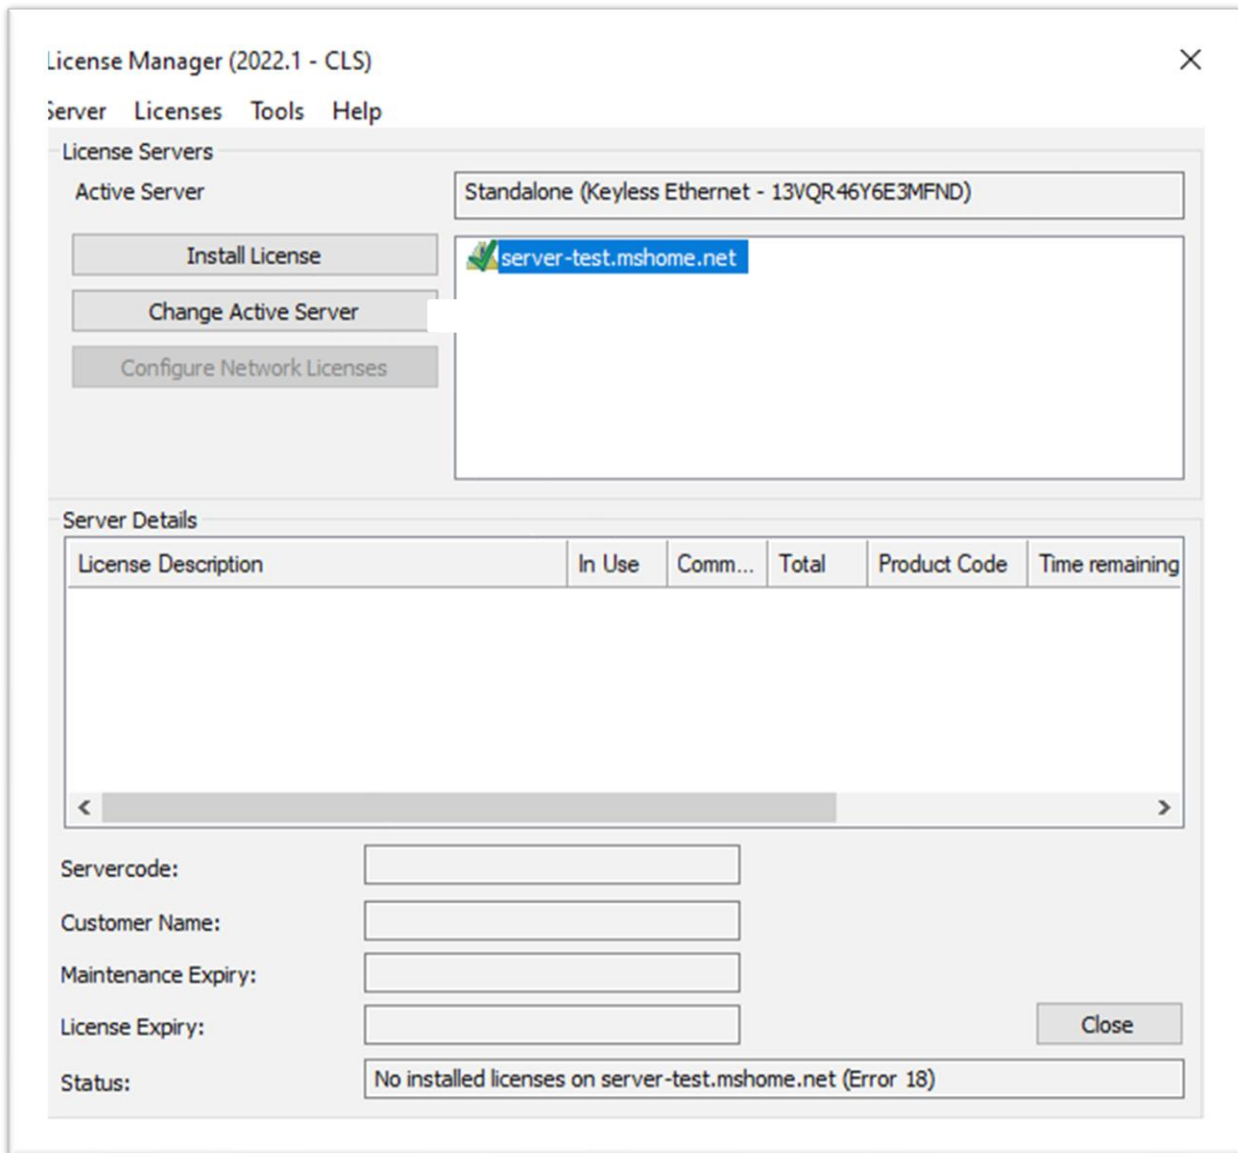 License Manager (2022.1 - CLS)
Server Licenses Tools Help
License Servers
Active Server Standalone (Keyless Ethernet - 13VQR46Y6E3MFND)
Install License server-test.mshome.net
Change Active Server
Configure Network Licenses
Server Details
License Description In Use Comm... Total Product Code Time remaining
Servercode:
Customer Name:
Maintenance Expiry:
License Expiry: Close
Status: No installed licenses on server-test.mshome.net (Error 18)